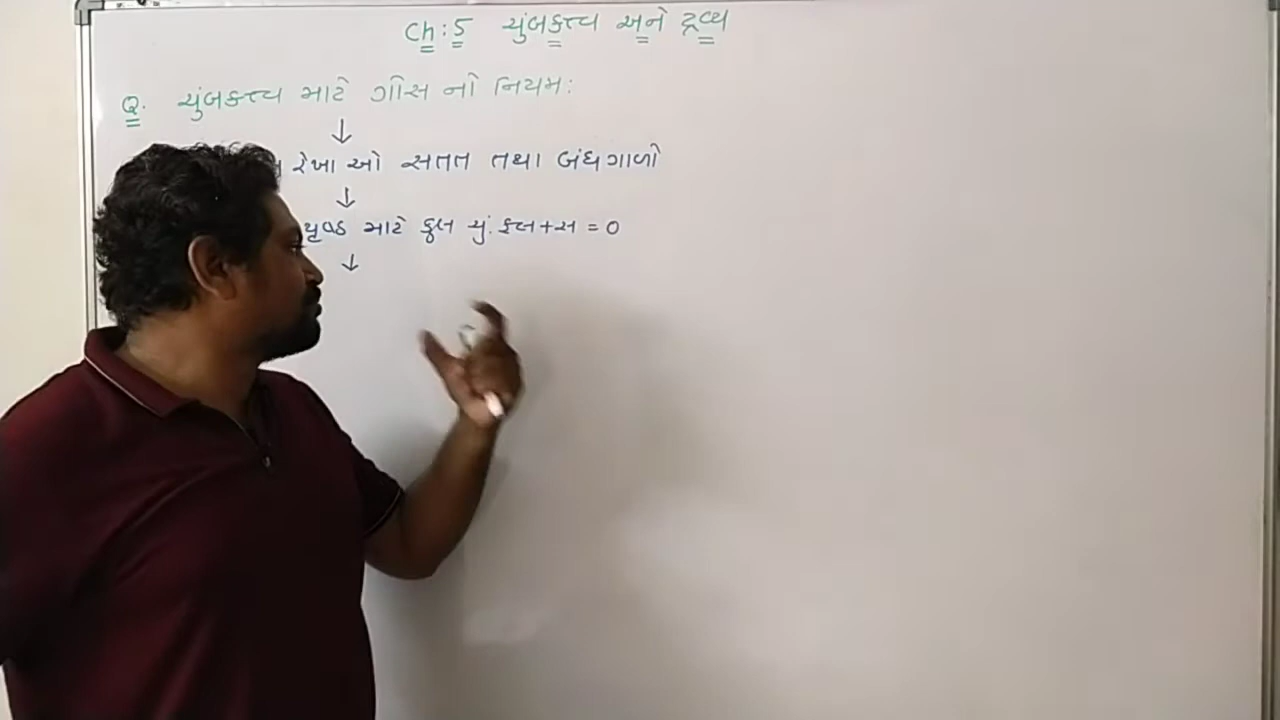 Ch: 5 ચુંબકત્ત્વ અને દ્રવ્ય
Q. ચુંબકત્ત્વ માટે ગૉસ નો નિયમ:
↓
રેખા ઓ સતત તથા બંધગાળો
↓
પૃષ્ઠ માટે કુલ ચું. ફ્લક્સ = 0
↓